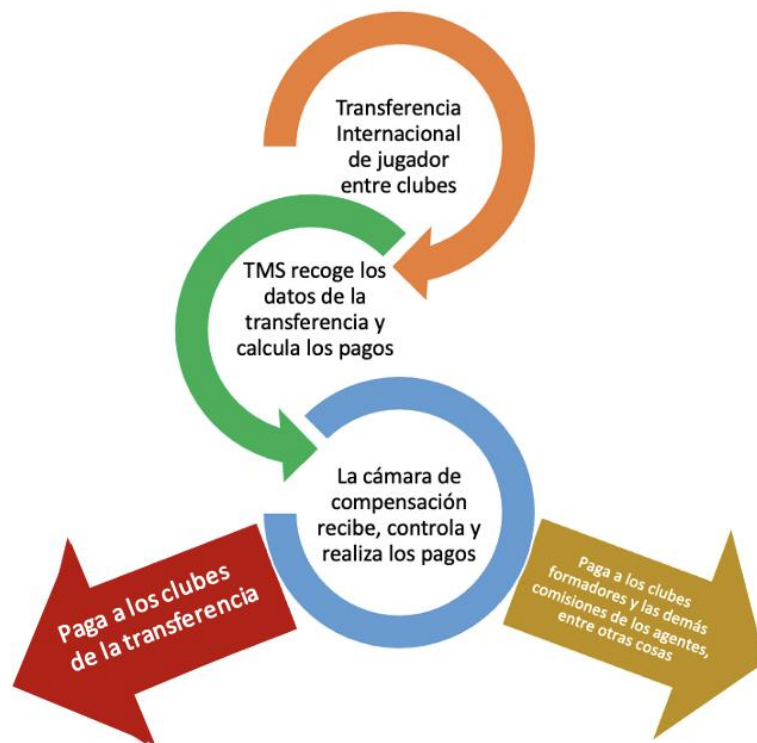 Transferencia
Internacional
de jugador
entre clubes
TMS recoge los
datos de la
transferencia y
calcula los pagos
La cámara de
compensación
recibe, controla y
realiza los pagos
Paga a los clubes
de la transferencia
Paga a los clubes
formadores y las demás
comisiones de los agentes,
entre otras cosas